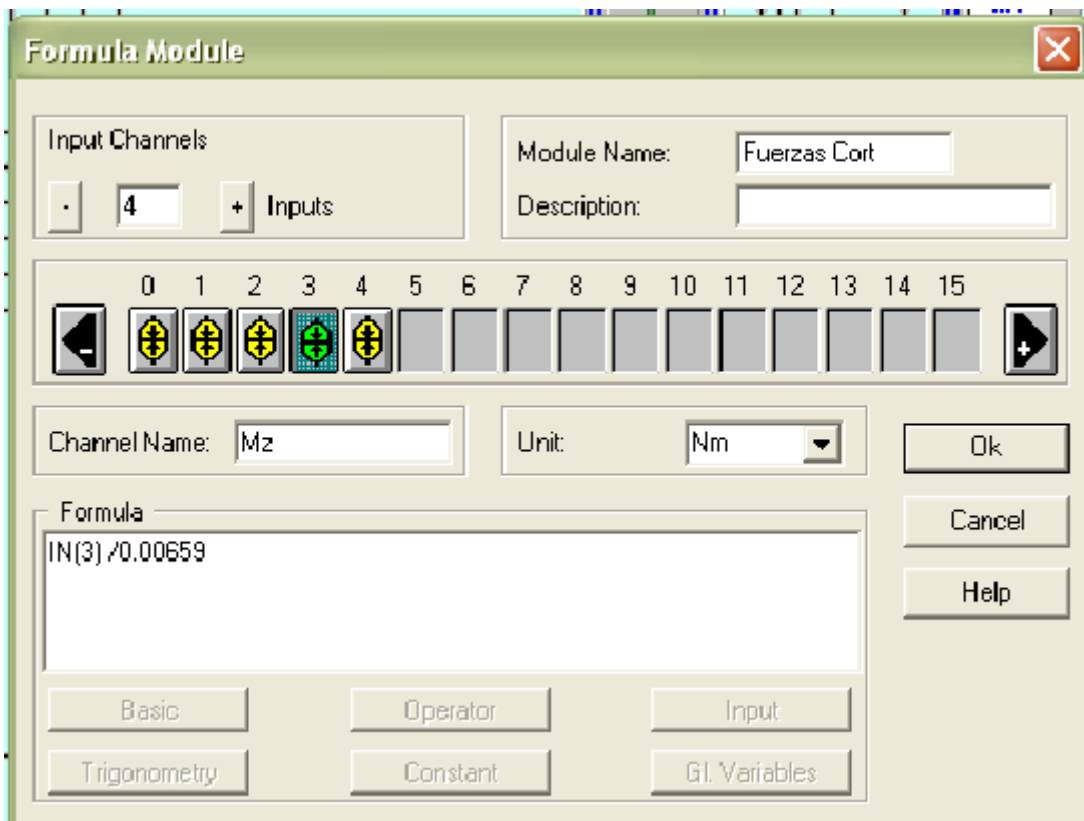 Formula Module
Input Channels
- 4 + Inputs
Module Name: Fuerzas Cort
Description:
0 1 2 3 4 5 6 7 8 9 10 11 12 13 14 15
- +
Channel Name: Mz
Unit: Nm
Ok
Cancel
Help
Formula
IN(3) /0.00659
Basic Operator Input
Trigonometry Constant Gl. Variables